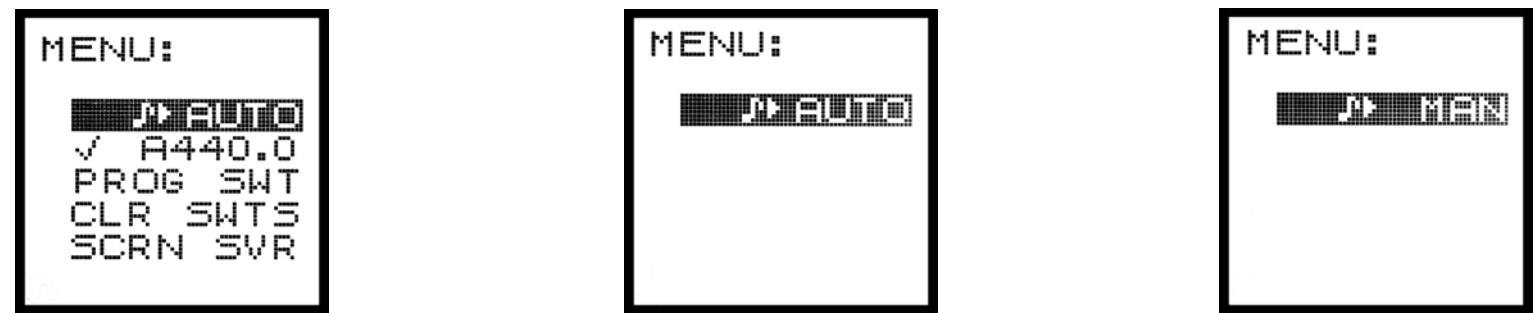 MENU:
♪▶ AUTO
✓ A440.0
PROG SWT
CLR SWTS
SCRN SVR
MENU:
♪▶ AUTO
MENU:
♪▶ MAN